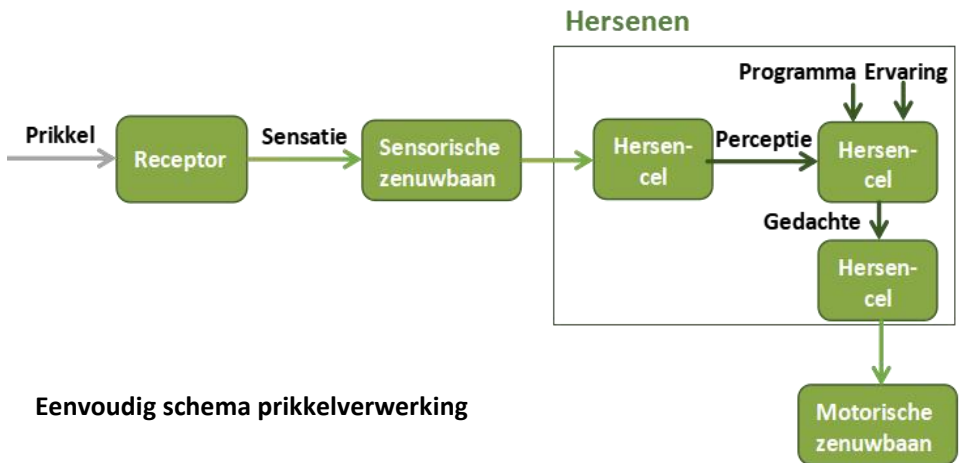 Hersenen
Programma Ervaring
Prikkel
Receptor
Sensatie
Sensorische
zenuwbaan
Hersen-
cel
Perceptie
Hersen-
cel
Gedachte
Hersen-
cel
Eenvoudig schema prikkelverwerking
Motorische
zenuwbaan